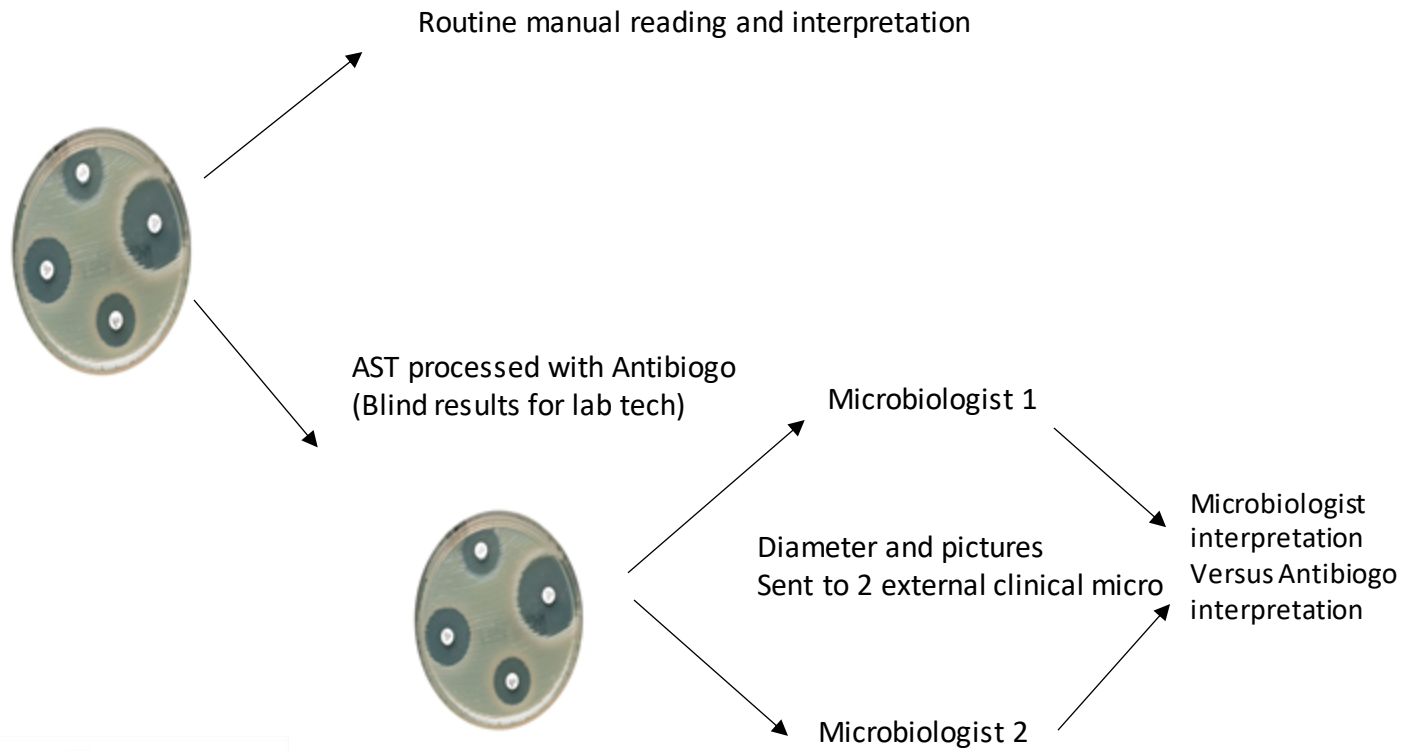 Routine manual reading and interpretation
AST processed with Antibiogo
(Blind results for lab tech)
Microbiologist 1
Diameter and pictures
Sent to 2 external clinical micro
Microbiologist
interpretation
Versus Antibiogo
interpretation
Microbiologist 2